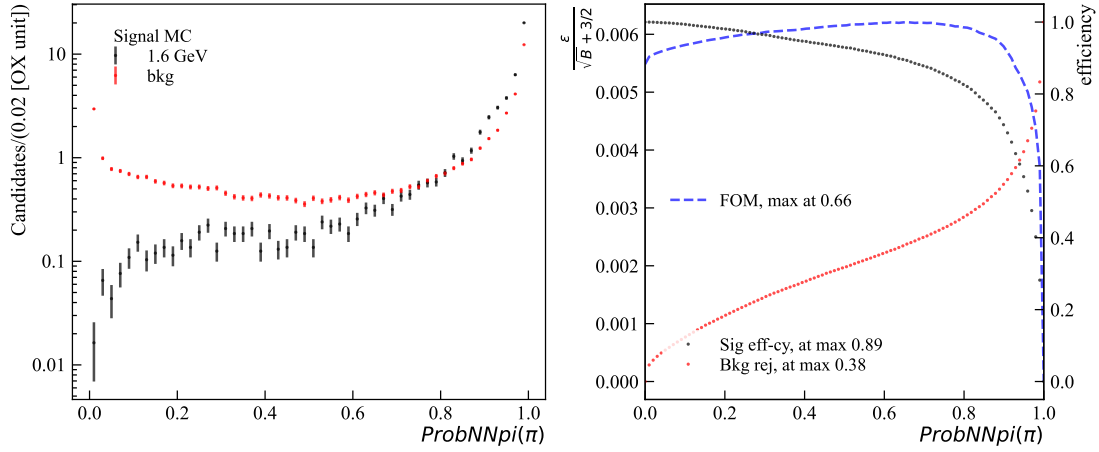 Candidates/(0.02 [OX unit])
10
1
0.1
0.01
Signal MC
1.6 GeV
bkg
0.0 0.2 0.4 0.6 0.8 1.0
ProbNNpi(π)
ε
√B + 3/2
0.006
0.005
0.004
0.003
0.002
0.001
0.000
FOM, max at 0.66
Sig eff-cy, at max 0.89
Bkg rej, at max 0.38
0.0 0.2 0.4 0.6 0.8 1.0
ProbNNpi(π)
1.0
0.8
0.6
0.4
0.2
0.0
efficiency